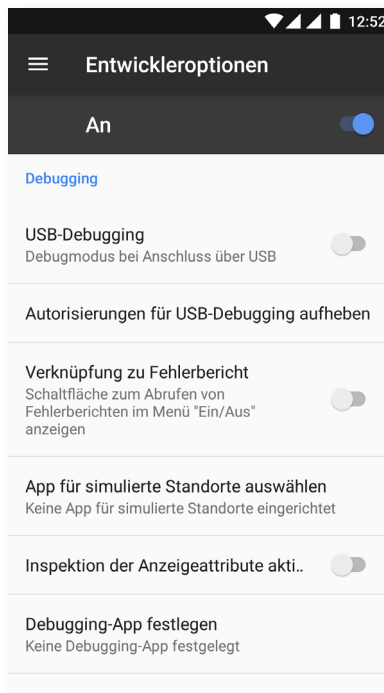 12:52
Entwickleroptionen
An
Debugging
USB-Debugging
Debugmodus bei Anschluss über USB
Autorisierungen für USB-Debugging aufheben
Verknüpfung zu Fehlerbericht
Schaltfläche zum Abrufen von
Fehlerberichten im Menü "Ein/Aus"
anzeigen
App für simulierte Standorte auswählen
Keine App für simulierte Standorte eingerichtet
Inspektion der Anzeigeattribute akti..
Debugging-App festlegen
Keine Debugging-App festgelegt